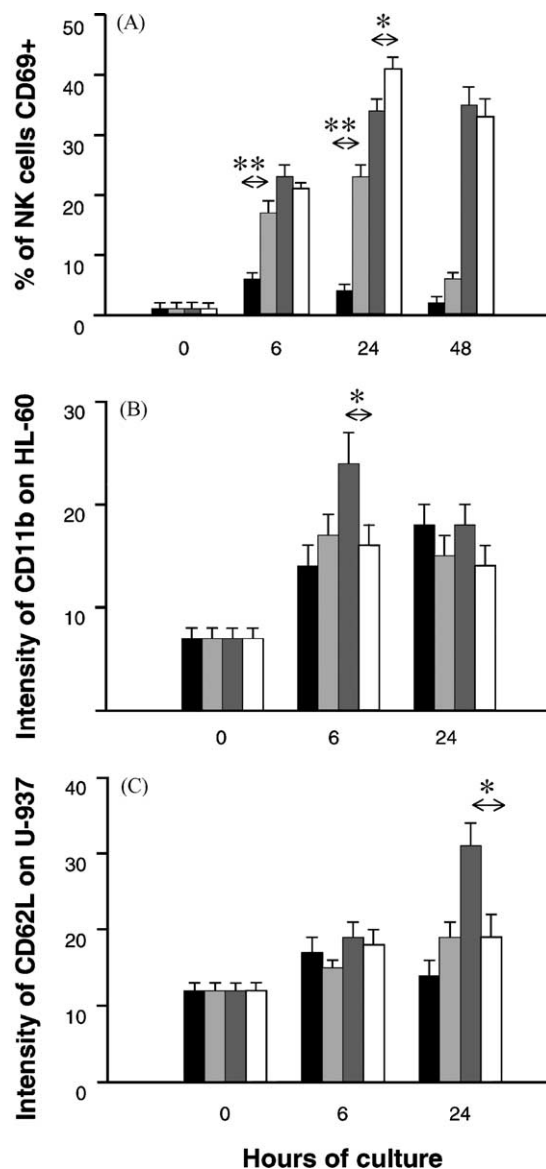 (A)
% of NK cells CD69+
50
40
30
20
10
0
**
**
*
0 6 24 48
(B)
Intensity of CD11b on HL-60
30
20
10
*
0 6 24
(C)
Intensity of CD62L on U-937
40
30
20
10
0
*
0 6 24
Hours of culture